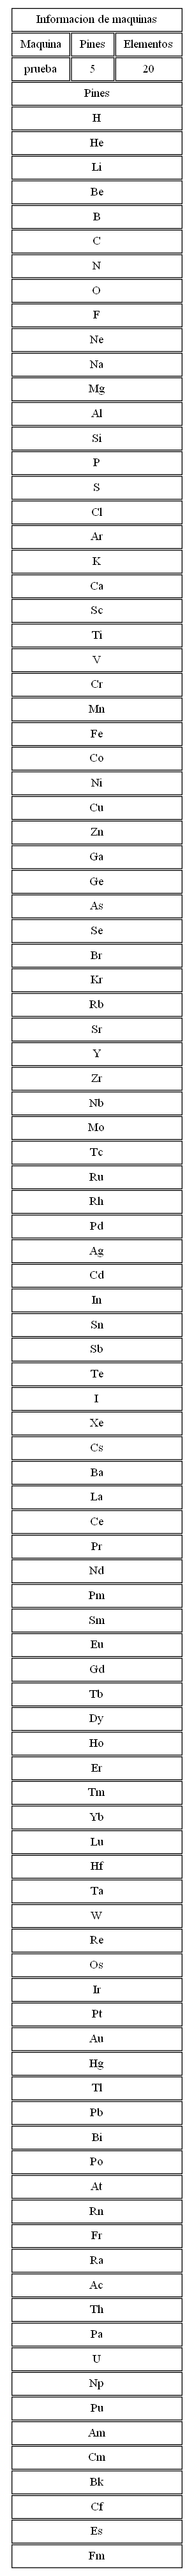 Informacion de maquinas
Maquina Pines Elementos
prueba 5 20
Pines
H
He
Li
Be
B
C
N
O
F
Ne
Na
Mg
Al
Si
P
S
Cl
Ar
K
Ca
Sc
Ti
V
Cr
Mn
Fe
Co
Ni
Cu
Zn
Ga
Ge
As
Se
Br
Kr
Rb
Sr
Y
Zr
Nb
Mo
Tc
Ru
Rh
Pd
Ag
Cd
In
Sn
Sb
Te
I
Xe
Cs
Ba
La
Ce
Pr
Nd
Pm
Sm
Eu
Gd
Tb
Dy
Ho
Er
Tm
Yb
Lu
Hf
Ta
W
Re
Os
Ir
Pt
Au
Hg
Tl
Pb
Bi
Po
At
Rn
Fr
Ra
Ac
Th
Pa
U
Np
Pu
Am
Cm
Bk
Cf
Es
Fm